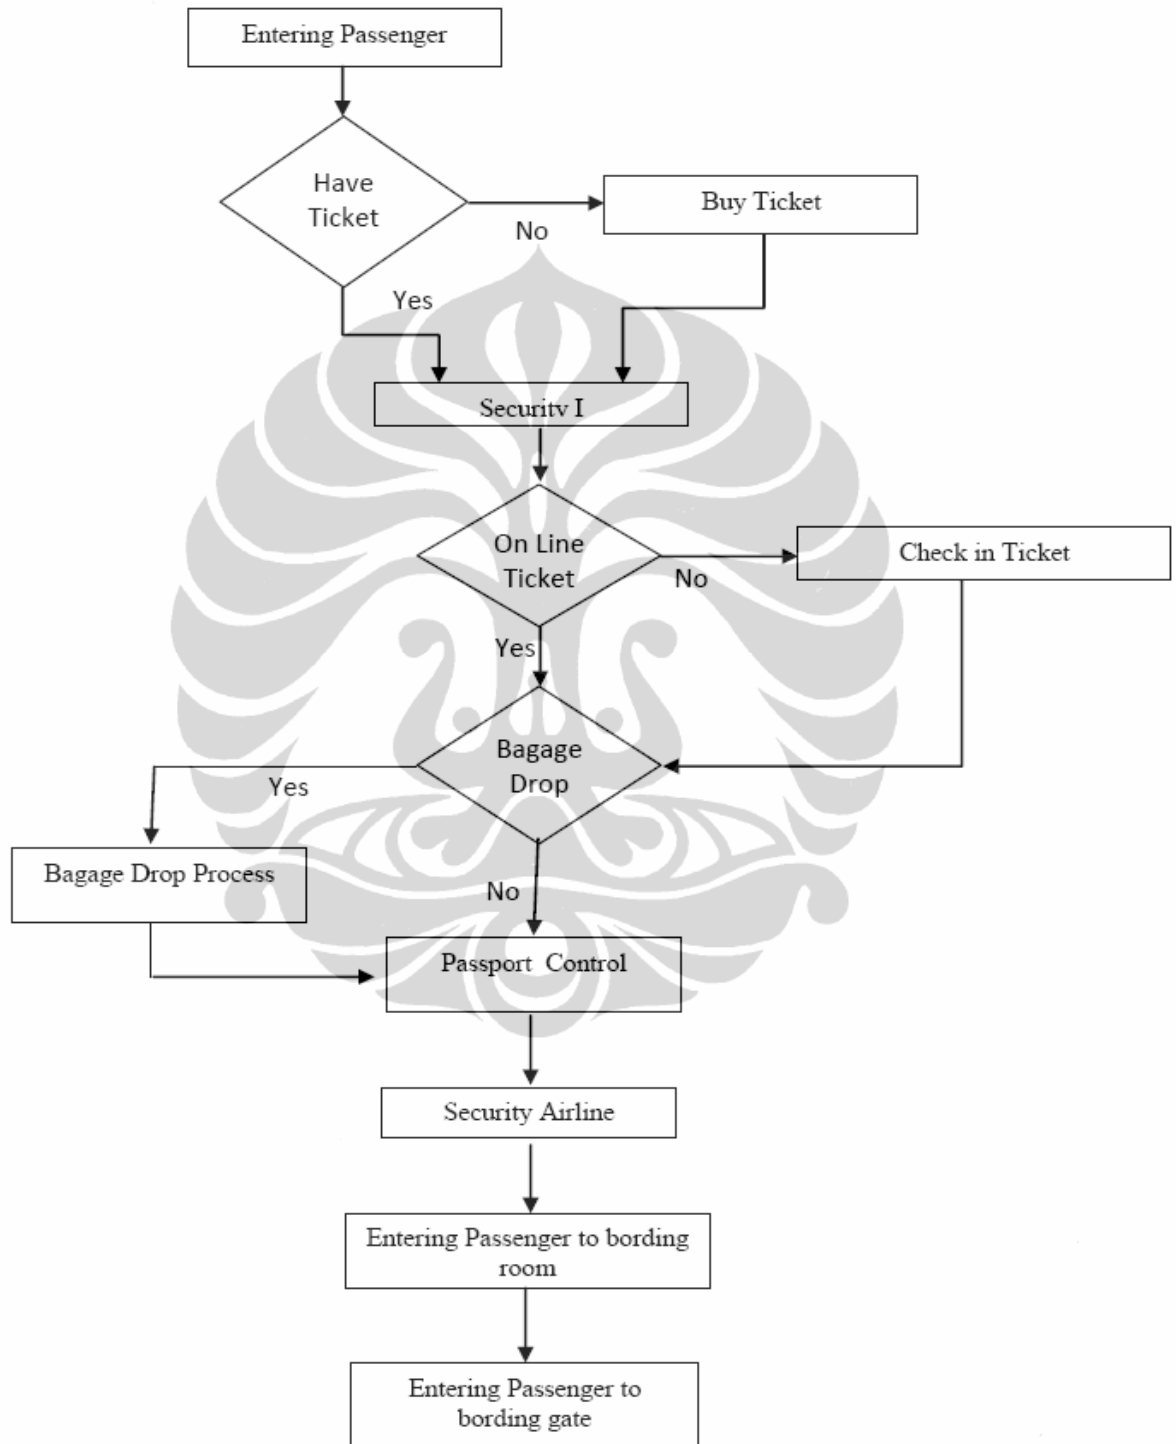 Entering Passenger
Have
Ticket
Buy Ticket
No
Yes
Security I
On Line
Ticket
Check in Ticket
No
Yes
Bagage
Drop
Yes
Bagage Drop Process
No
Passport Control
Security Airline
Entering Passenger to bording
room
Entering Passenger to
bording gate